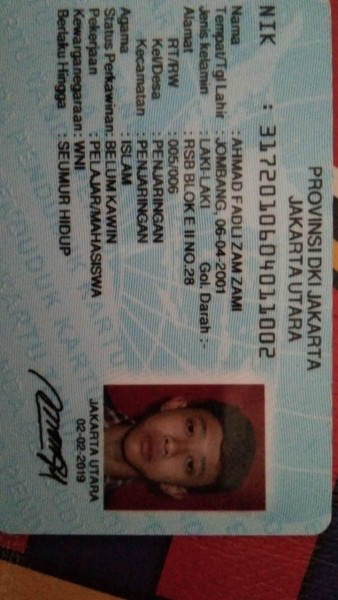 PROVINSI DKI JAKARTA
JAKARTA UTARA
NIK : 3172010604011002
Nama : AHMAD FADLI ZAM ZAMI
Tempat/Tgl Lahir : JOMBANG, 06-04-2001
Jenis kelamin : LAKI-LAKI Gol. Darah :-
Alamat : RSB BLOK E II NO.28
RT/RW : 005/006
Kel/Desa : PENJARINGAN
Kecamatan : PENJARINGAN
Agama : ISLAM
Status Perkawinan: BELUM KAWIN
Pekerjaan : PELAJAR/MAHASISWA
Kewarganegaraan: WNI
Berlaku Hingga : SEUMUR HIDUP
JAKARTA UTARA
02-02-2019